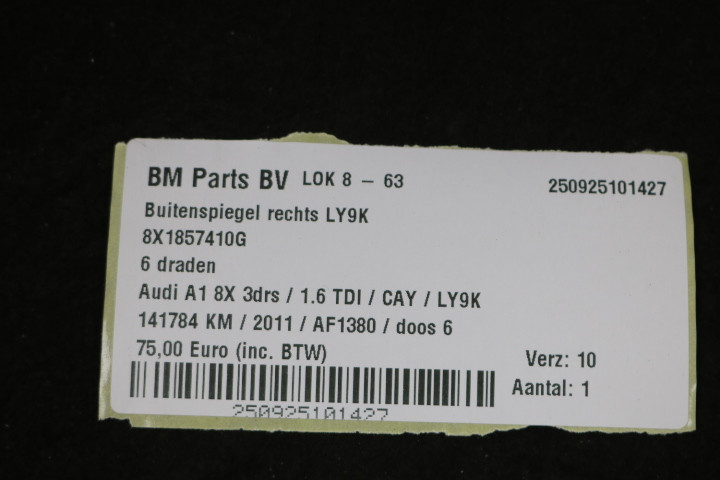 BM Parts BV LOK 8 - 63 250925101427
Buitenspiegel rechts LY9K
8X1857410G
6 draden
Audi A1 8X 3drs / 1.6 TDI / CAY / LY9K
141784 KM / 2011 / AF1380 / doos 6
75,00 Euro (inc. BTW)
Verz: 10
Aantal: 1
250925101427